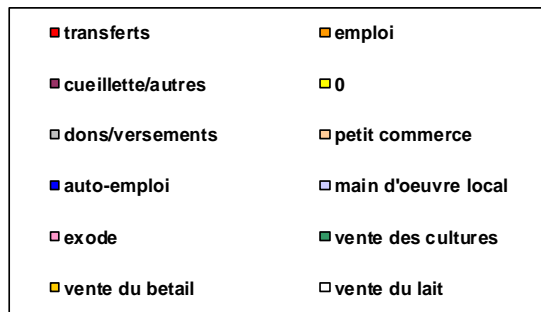 transferts emploi
cueillette/autres 0
dons/versements petit commerce
auto-emploi main d'oeuvre local
exode vente des cultures
vente du betail vente du lait